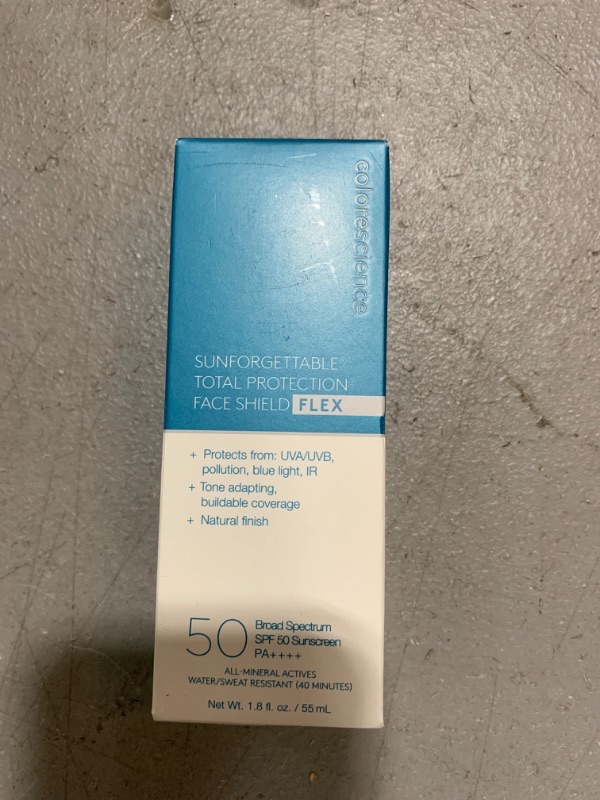 colorescience
SUNFORGETTABLE®
TOTAL PROTECTION®
FACE SHIELD FLEX
+ Protects from: UVA/UVB,
pollution, blue light, IR
+ Tone adapting,
buildable coverage
+ Natural finish
50
Broad Spectrum
SPF 50 Sunscreen
PA++++
ALL-MINERAL ACTIVES
WATER/SWEAT RESISTANT (40 MINUTES)
Net Wt. 1.8 fl. oz. / 55 mL